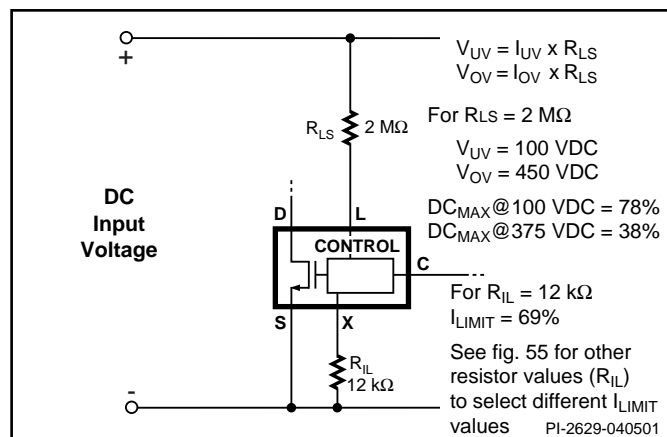 +
V_UV = I_UV x R_LS
V_OV = I_OV x R_LS
R_LS
2 MΩ
For RLS = 2 MΩ
V_UV = 100 VDC
V_OV = 450 VDC
DC
Input
Voltage
DC_MAX@100 VDC = 78%
DC_MAX@375 VDC = 38%
D
L
CONTROL
C
S
X
For R_IL = 12 kΩ
I_LIMIT = 69%
R_IL
12 kΩ
See fig. 55 for other
resistor values (R_IL)
to select different I_LIMIT
values
-
PI-2629-040501